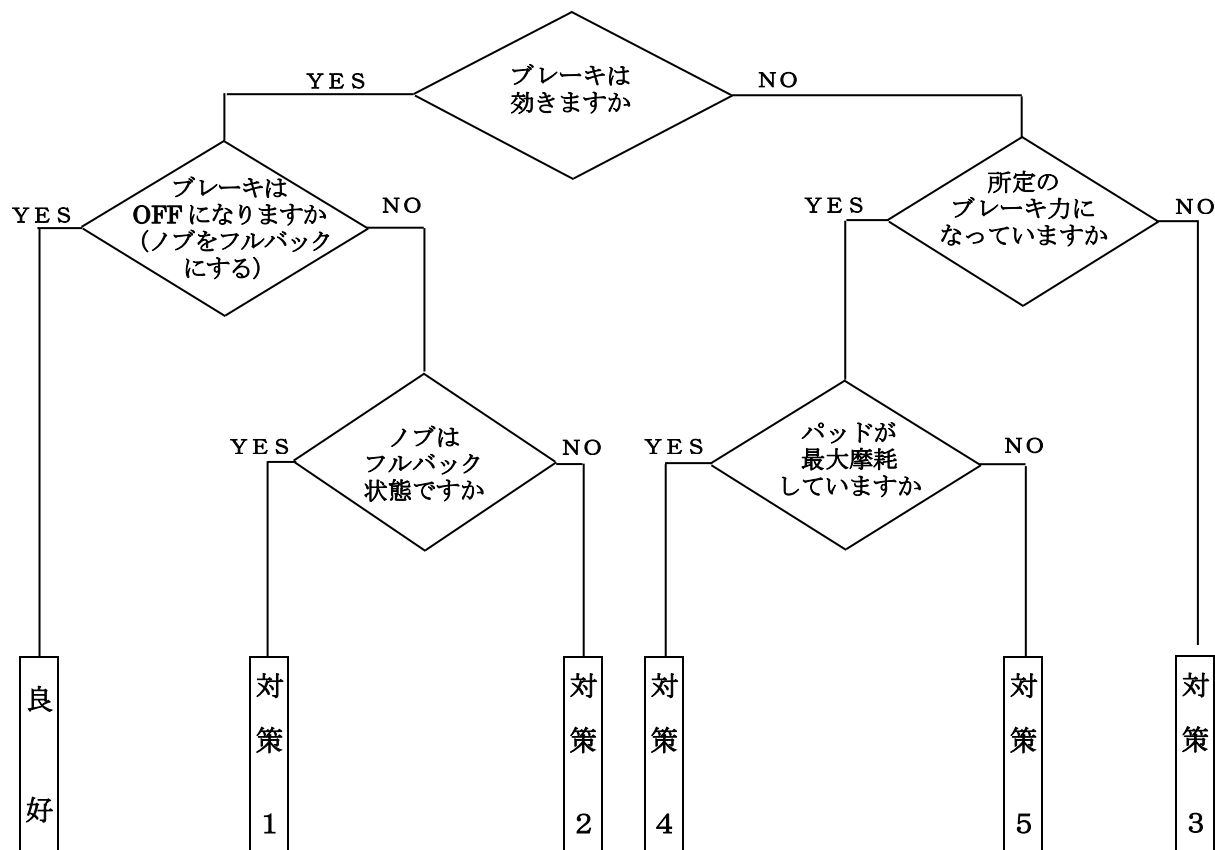 ブレーキは
効きますか
YES
NO
ブレーキは
OFFになりますか
(ノブをフルバック
にする)
YES
NO
所定の
ブレーキ力に
なっていますか
YES
NO
ノブは
フルバック
状態ですか
YES
NO
パッドが
最大摩耗
していますか
YES
NO
良好
対策1
対策2
対策4
対策5
対策3